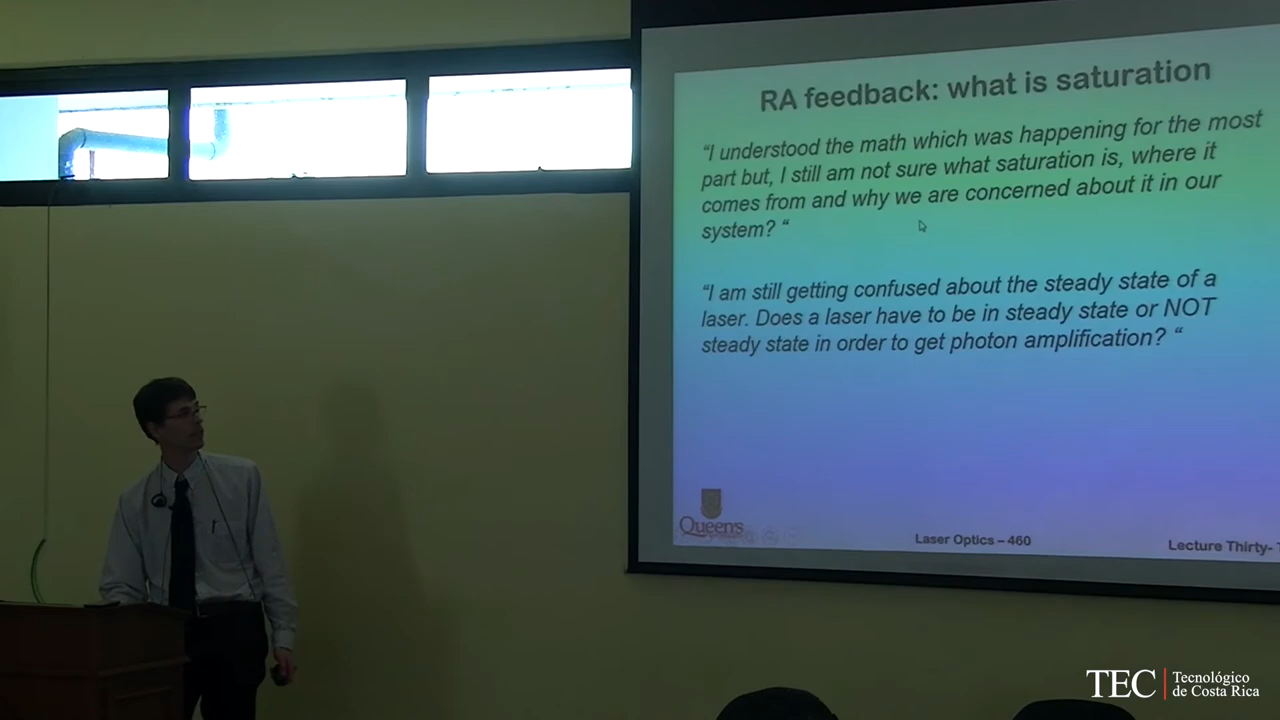 RA feedback: what is saturation
“I understood the math which was happening for the most
part but, I still am not sure what saturation is, where it
comes from and why we are concerned about it in our
system? “
“I am still getting confused about the steady state of a
laser. Does a laser have to be in steady state or NOT
steady state in order to get photon amplification? “
Queen's
Laser Optics – 460
Lecture Thirty-
TEC
Tecnológico
de Costa Rica